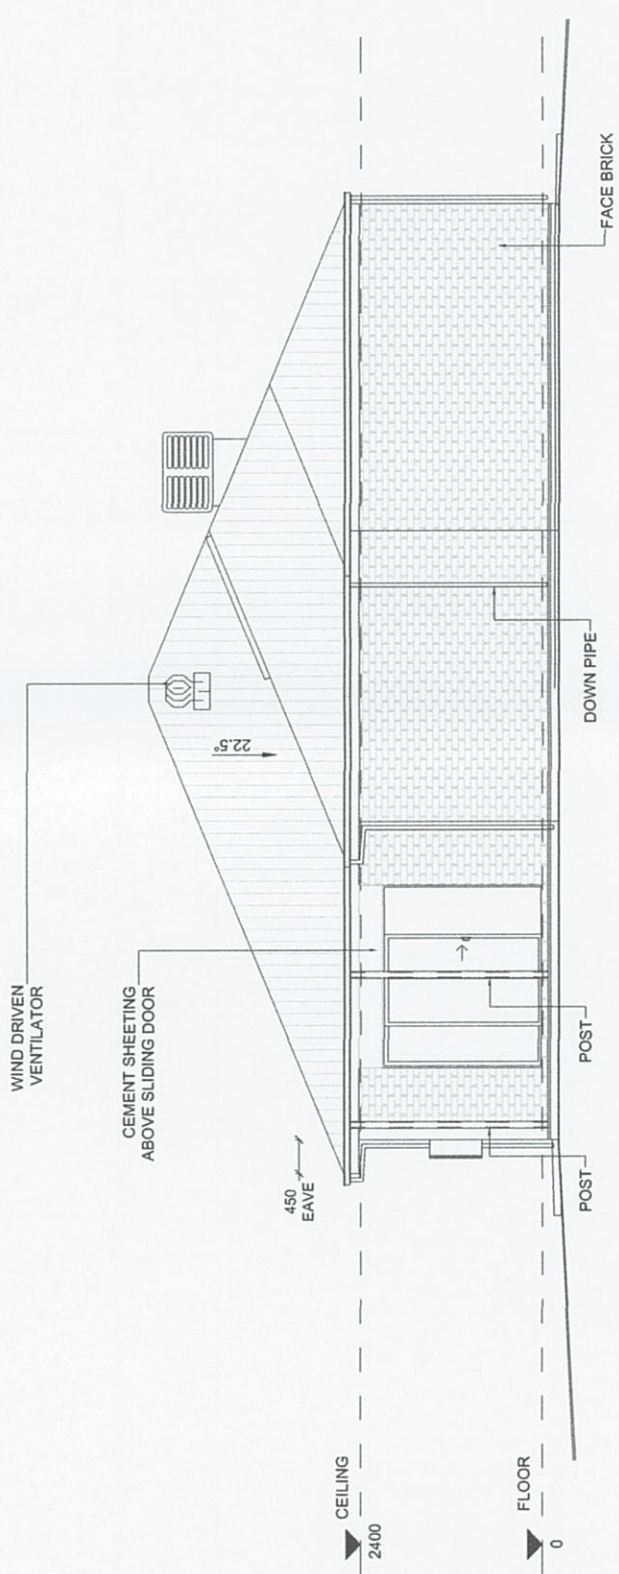 WIND DRIVEN
VENTILATOR
CEMENT SHEETING
ABOVE SLIDING DOOR
22.5°
450
EAVE
CEILING
2400
FLOOR
0
POST
POST
DOWN PIPE
FACE BRICK